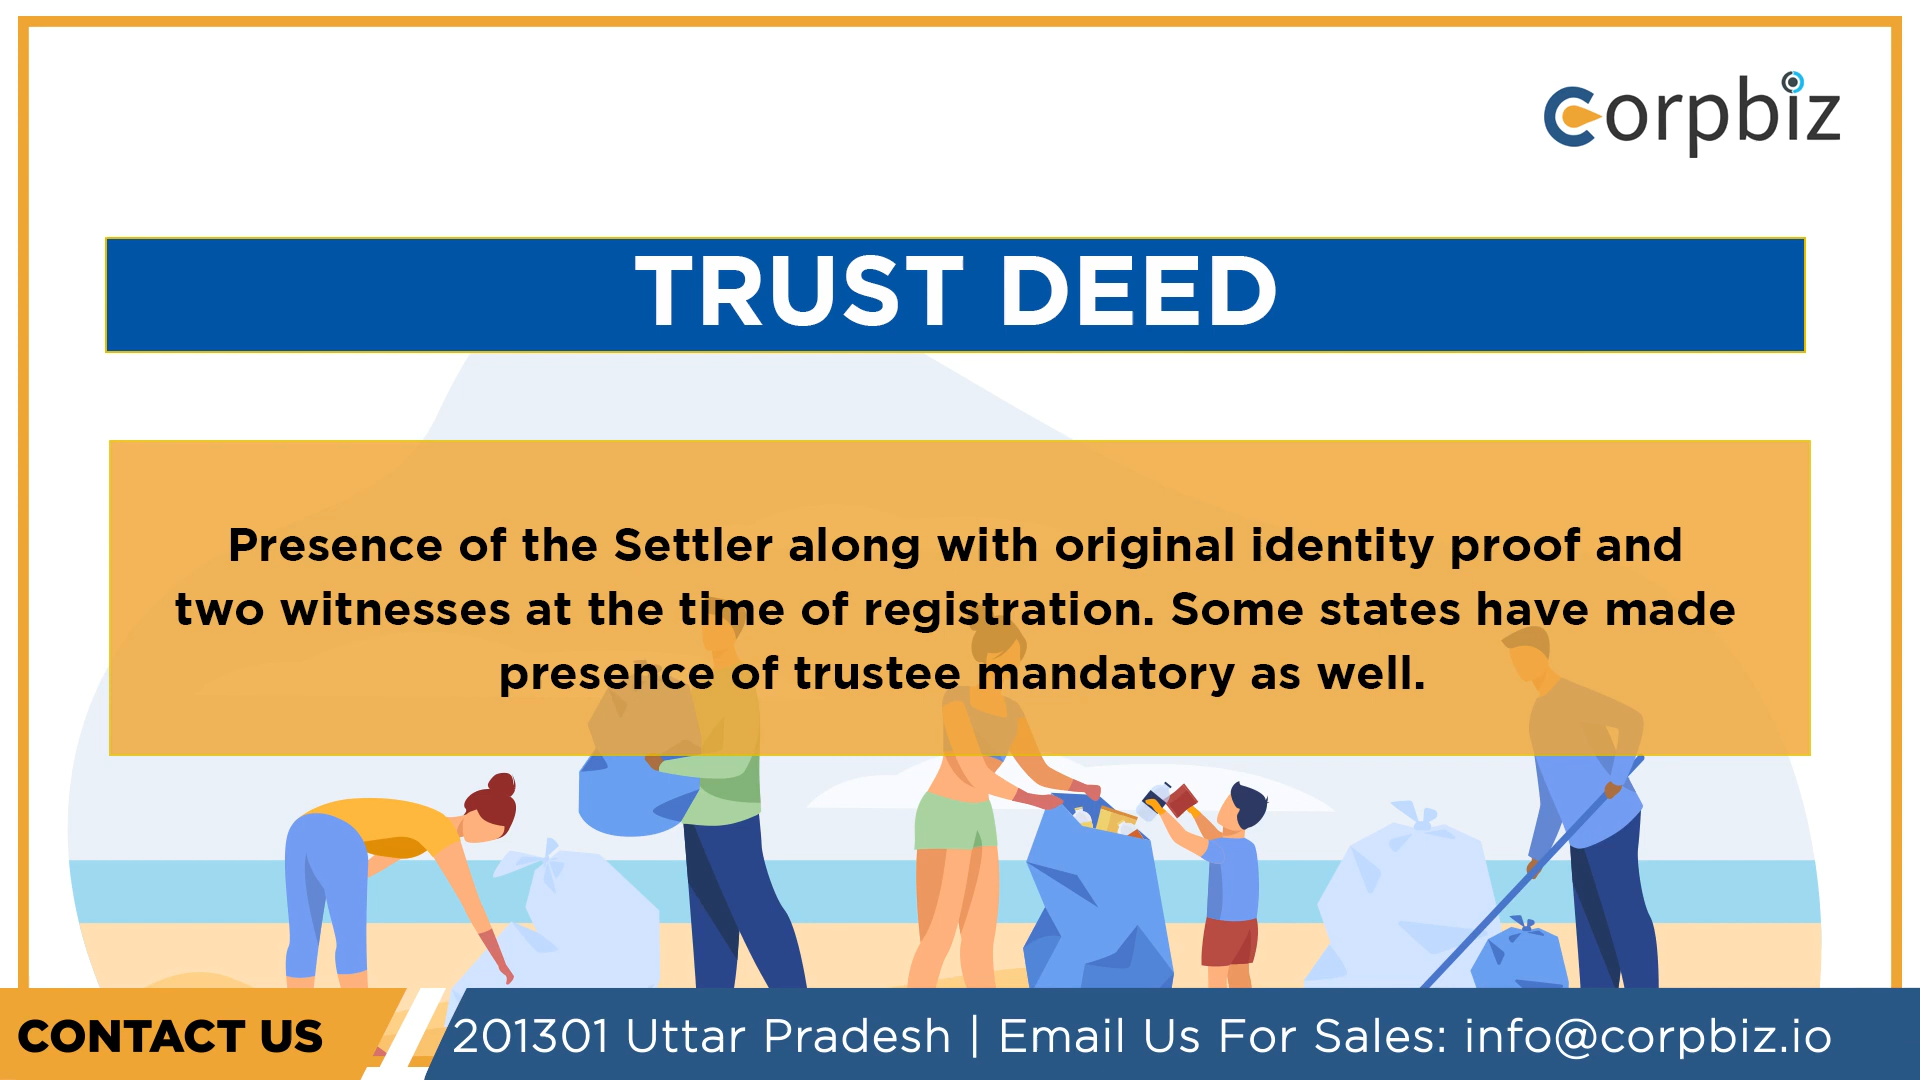 Corpbiz
TRUST DEED
Presence of the Settler along with original identity proof and
two witnesses at the time of registration. Some states have made
presence of trustee mandatory as well.
CONTACT US
201301 Uttar Pradesh | Email Us For Sales: info@corpbiz.io